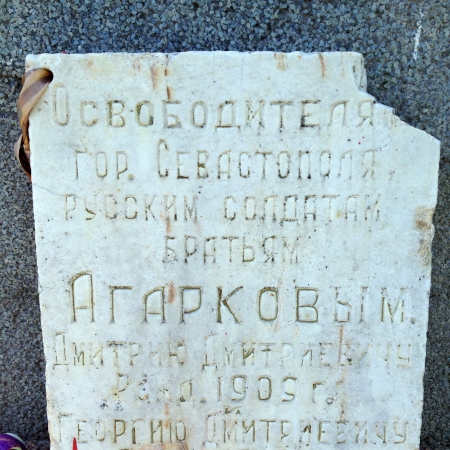 Освободителя
гор. Севастополя
русским солдатам
братьям
Агарковым.
Дмитрию Дмитриевичу
1909 г.
и
Георгию Дмитриевичу